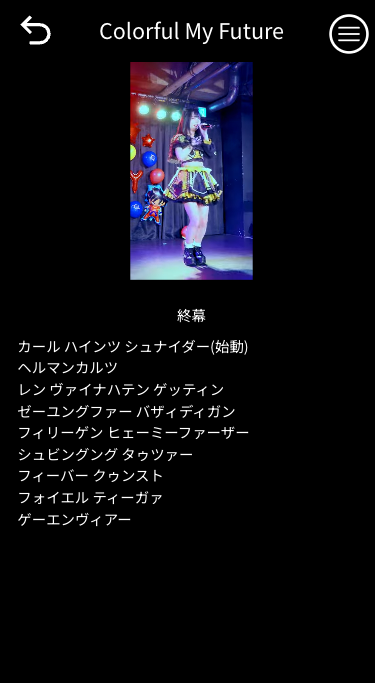 Colorful My Future
終幕
カール ハインツ シュナイダー(始動)
ヘルマンカルツ
レン ヴァイナハテン ゲッティン
ゼーユングファー バザィディガン
フィリーゲン ヒェーミーファーザー
シュビングング タゥツァー
フィーバー クゥンスト
フォイエル ティーガァ
ゲーエンヴィアー